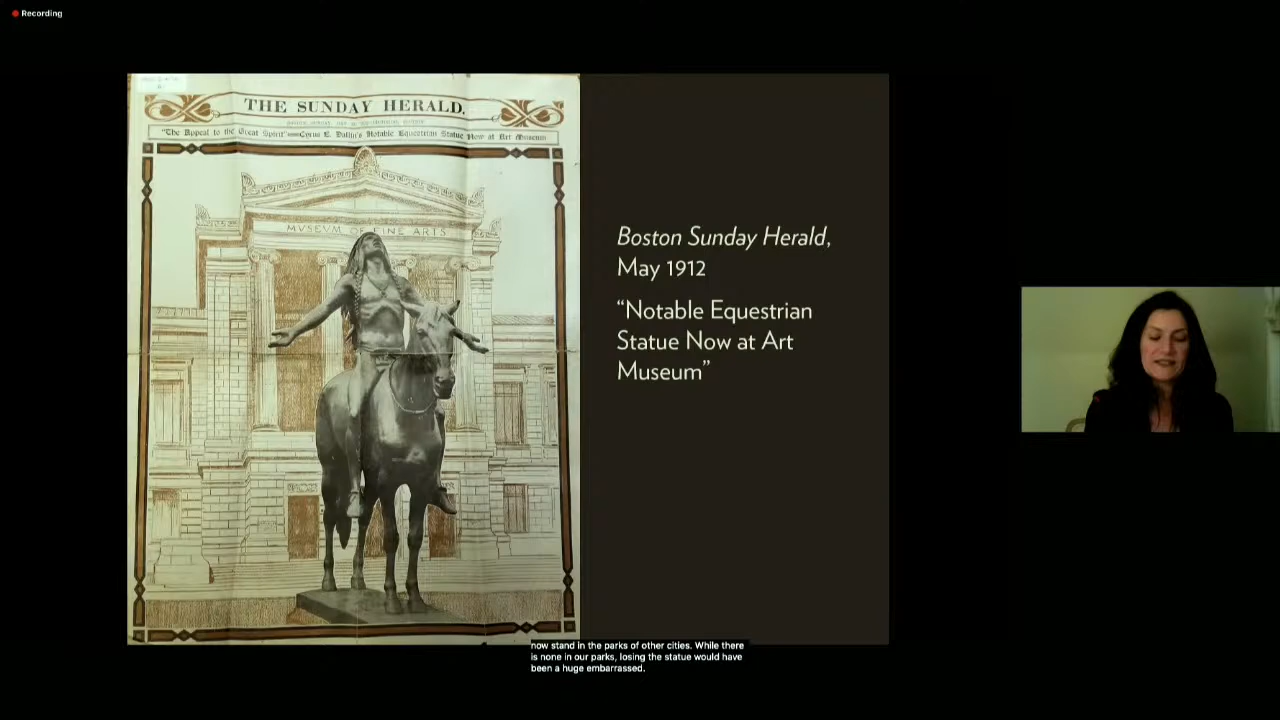 Recording
THE SUNDAY HERALD.
"The Appeal to the Great Spirit"—Cyrus E. Dallin's Notable Equestrian Statue Now at Art Museum
MVSEVM OF FINE ARTS
Boston Sunday Herald,
May 1912
“Notable Equestrian
Statue Now at Art
Museum”
now stand in the parks of other cities. While there
is none in our parks, losing the statue would have
been a huge embarrassed.